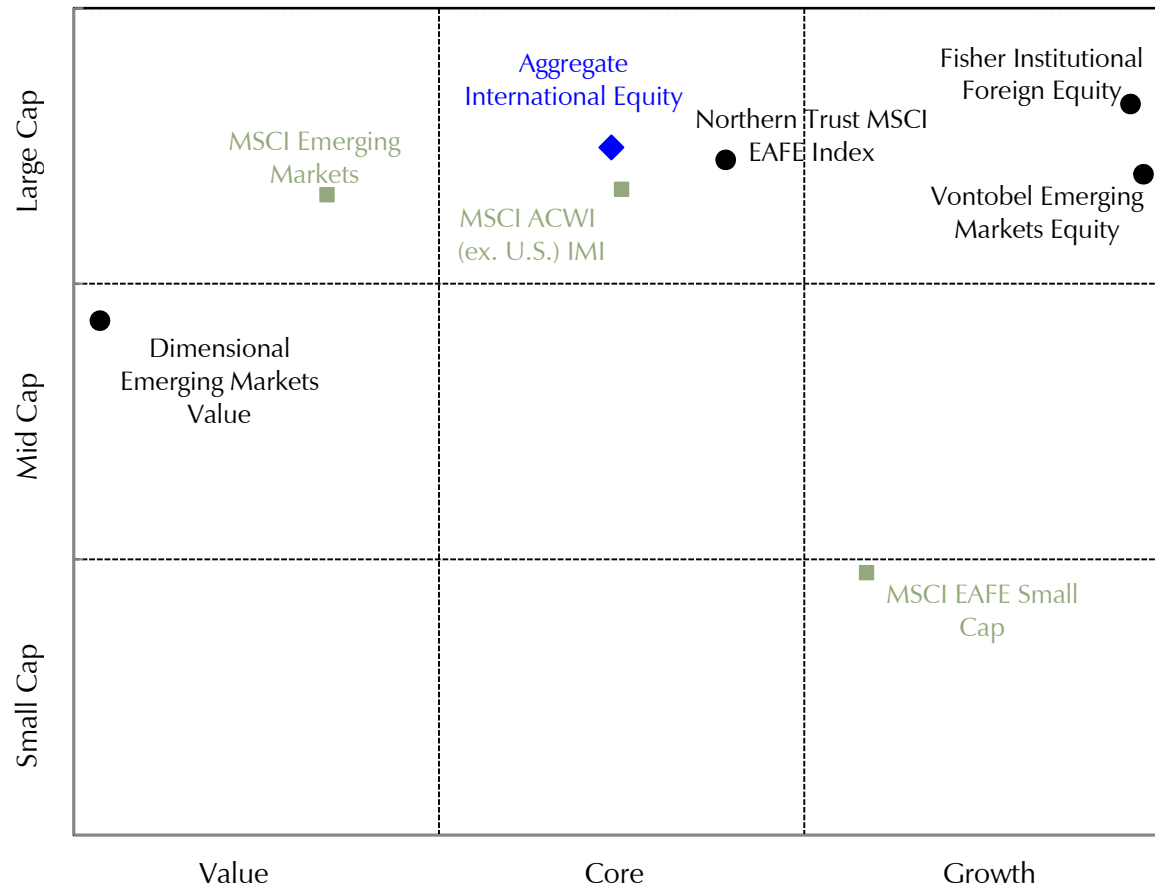 Large Cap
Mid Cap
Small Cap
Aggregate
International Equity
Fisher Institutional
Foreign Equity
Northern Trust MSCI
EAFE Index
MSCI Emerging
Markets
Vontobel Emerging
Markets Equity
MSCI ACWI
(ex. U.S.) IMI
Dimensional
Emerging Markets
Value
MSCI EAFE Small
Cap
Value
Core
Growth